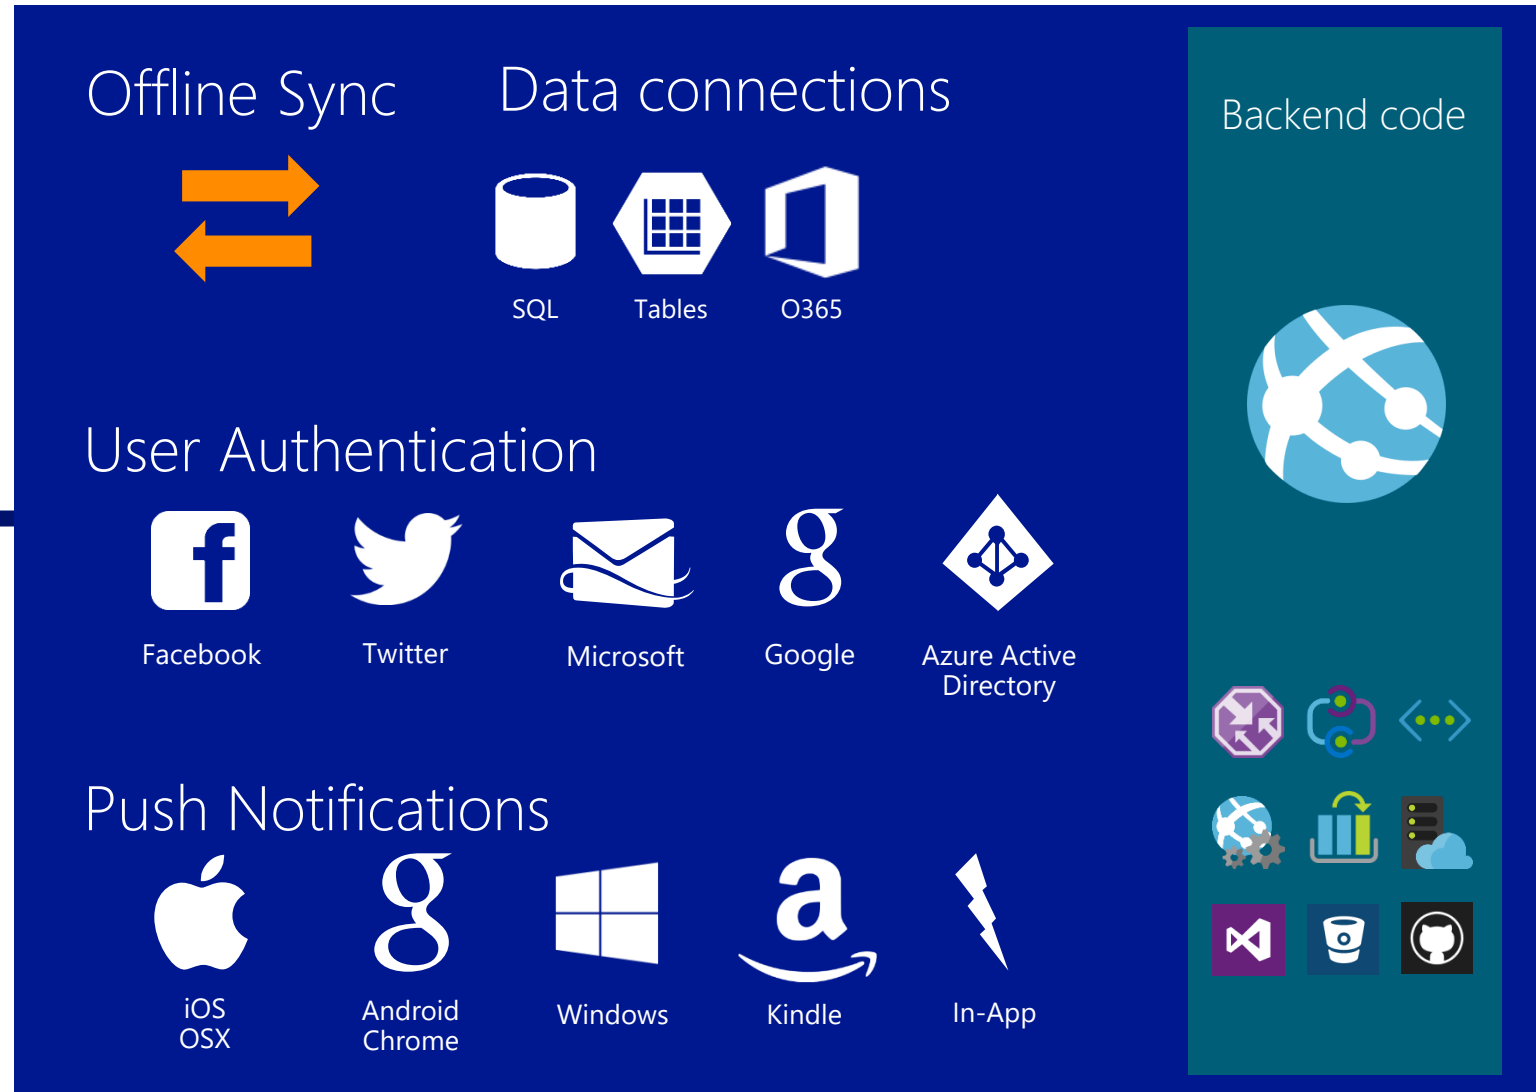 Offline Sync
Data connections
Backend code
SQL
Tables
O365
User Authentication
Facebook
Twitter
Microsoft
Google
Azure Active
Directory
Push Notifications
iOS
OSX
Android
Chrome
Windows
Kindle
In-App